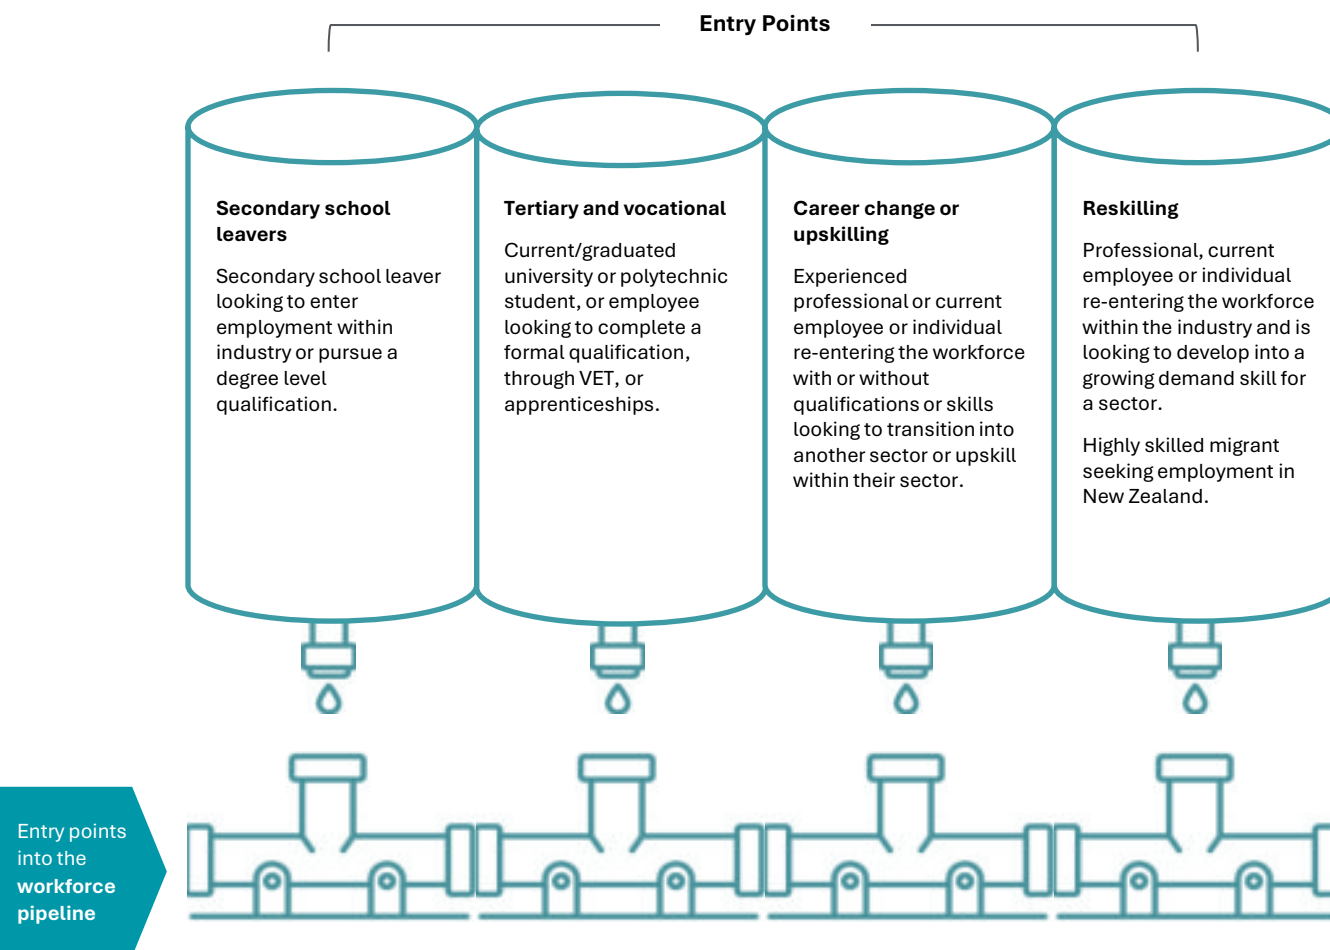 Entry Points
Secondary school
leavers
Secondary school leaver
looking to enter
employment within
industry or pursue a
degree level
qualification.
Tertiary and vocational
Current/graduated
university or polytechnic
student, or employee
looking to complete a
formal qualification,
through VET, or
apprenticeships.
Career change or
upskilling
Experienced
professional or current
employee or individual
re-entering the workforce
with or without
qualifications or skills
looking to transition into
another sector or upskill
within their sector.
Reskilling
Professional, current
employee or individual
re-entering the workforce
within the industry and is
looking to develop into a
growing demand skill for
a sector.
Highly skilled migrant
seeking employment in
New Zealand.
Entry points
into the
workforce
pipeline